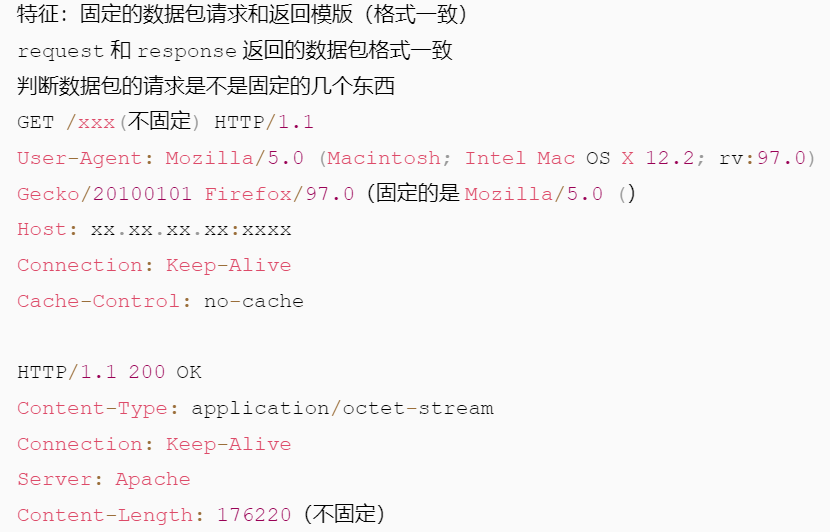 特征：固定的数据包请求和返回模版（格式一致）
request 和 response 返回的数据包格式一致
判断数据包的请求是不是固定的几个东西
GET /xxx(不固定) HTTP/1.1
User-Agent: Mozilla/5.0 (Macintosh; Intel Mac OS X 12.2; rv:97.0)
Gecko/20100101 Firefox/97.0（固定的是 Mozilla/5.0 (）
Host: xx.xx.xx.xx:xxxx
Connection: Keep-Alive
Cache-Control: no-cache
HTTP/1.1 200 OK
Content-Type: application/octet-stream
Connection: Keep-Alive
Server: Apache
Content-Length: 176220（不固定）